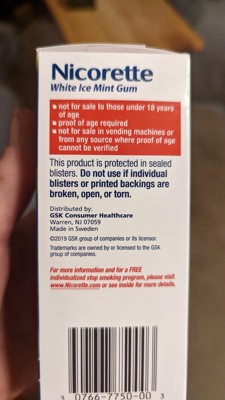 Nicorette
White Ice Mint Gum
▪ not for sale to those under 18 years
of age
▪ proof of age required
▪ not for sale in vending machines or
from any source where proof of age
cannot be verified
This product is protected in sealed
blisters. Do not use if individual
blisters or printed backings are
broken, open, or torn.
Distributed by:
GSK Consumer Healthcare
Warren, NJ 07059
Made in Sweden
©2019 GSK group of companies or its licensor.
Trademarks are owned by or licensed to the GSK
group of companies.
For more information and for a FREE
individualized stop smoking program, please visit
www.Nicorette.com or see inside for more details.
3 0766-7750-00 3